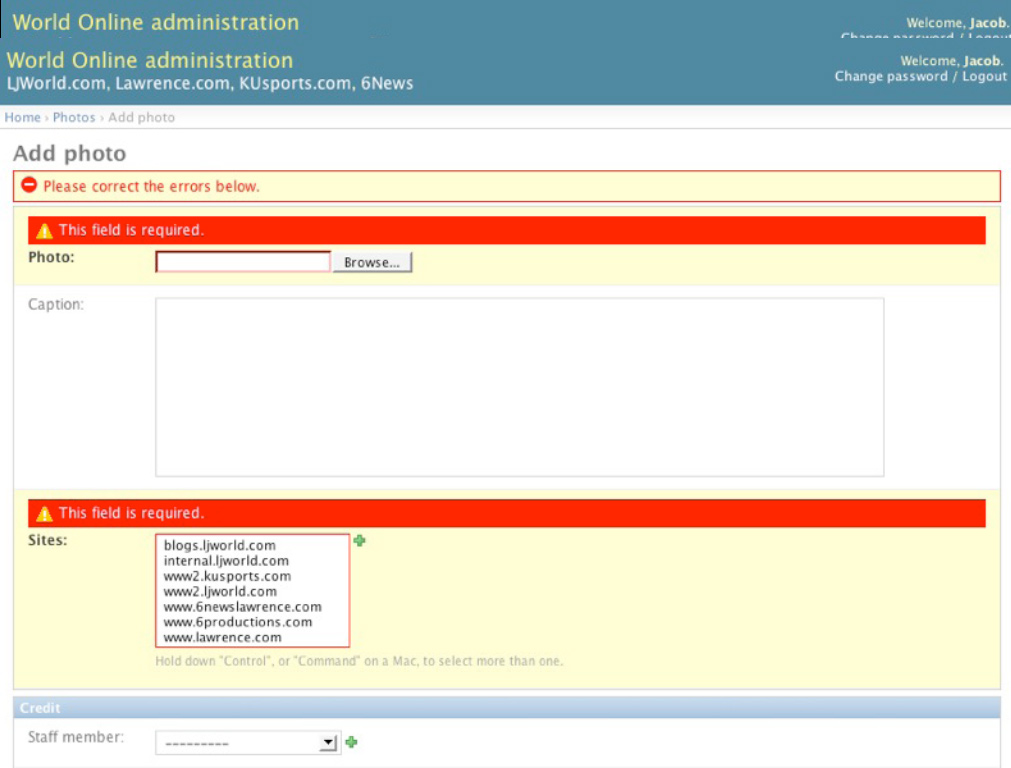 World Online administration
Welcome, Jacob.
Change password / Logout
World Online administration
Welcome, Jacob.
LJWorld.com, Lawrence.com, KUsports.com, 6News
Change password / Logout
Home › Photos › Add photo
Add photo
Please correct the errors below.
This field is required.
Photo:
Browse...
Caption:
This field is required.
Sites:
blogs.ljworld.com
internal.ljworld.com
www2.kusports.com
www2.ljworld.com
www.6newslawrence.com
www.6productions.com
www.lawrence.com
Hold down "Control", or "Command" on a Mac, to select more than one.
Credit
Staff member:
---------